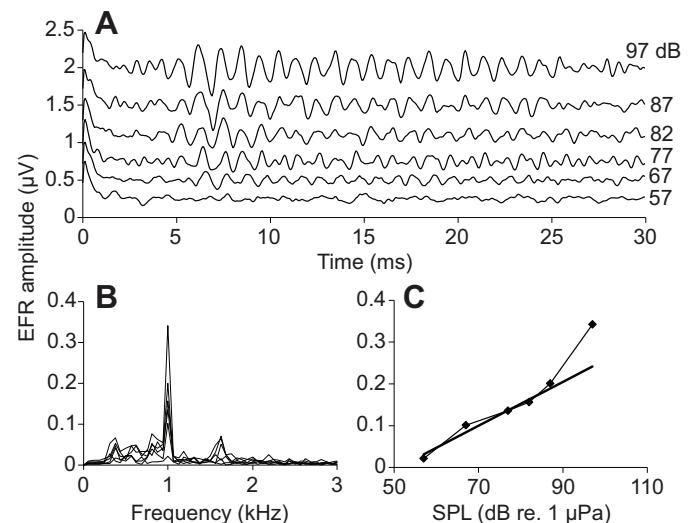 A
2.5
2
1.5
1
0.5
0
97 dB
87
82
77
67
57
0 5 10 15 20 25 30
Time (ms)
EFR amplitude (µV)
B
0.4
0.3
0.2
0.1
0
0 1 2 3
Frequency (kHz)
C
0.4
0.3
0.2
0.1
0
50 70 90 110
SPL (dB re. 1 µPa)